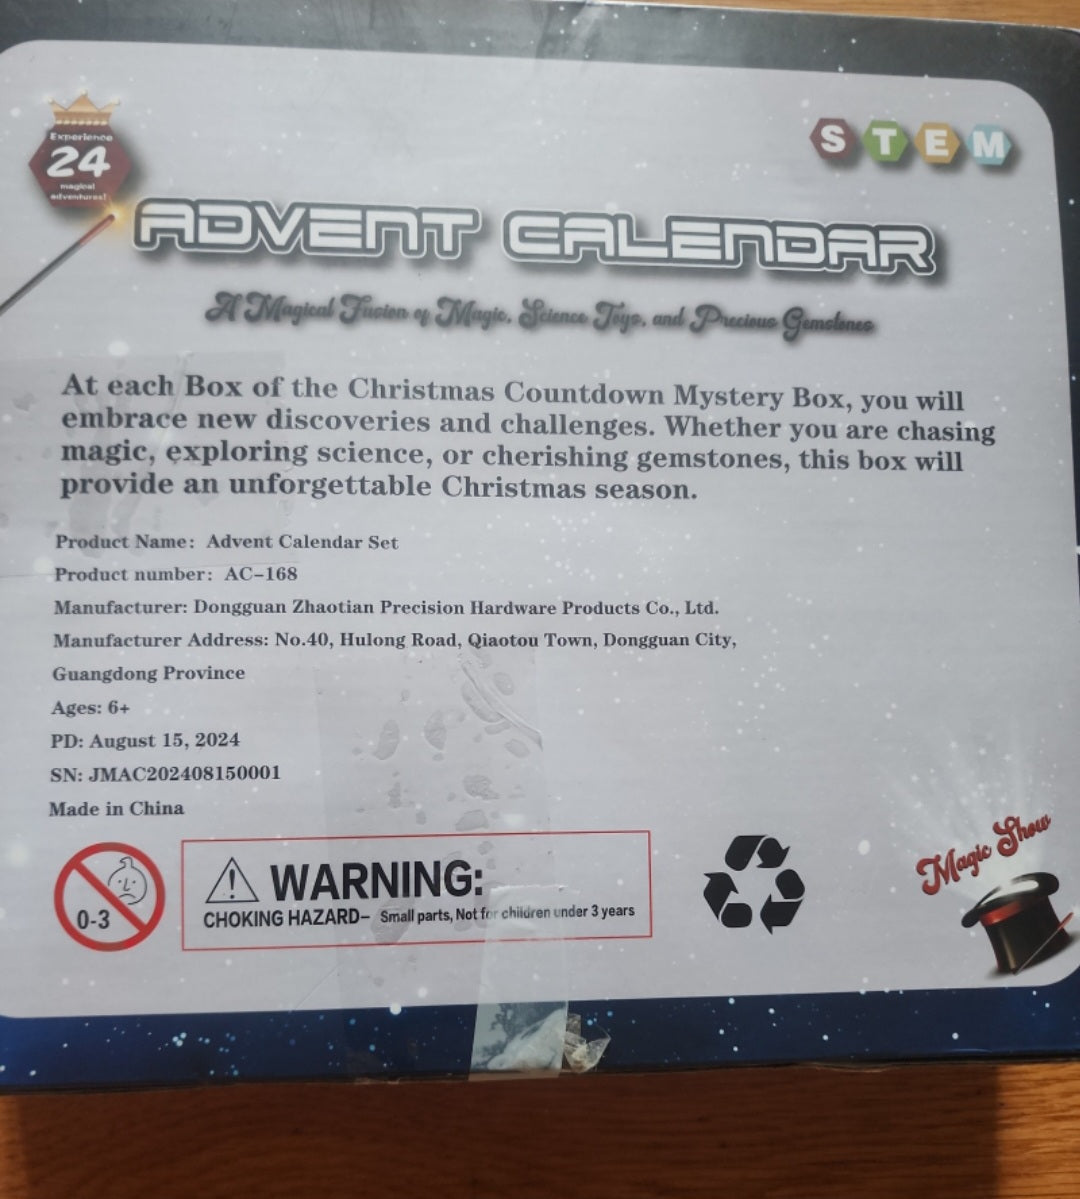 Experience
24
magical
adventures!
STEM
ADVENT CALENDAR
A Magical Fusion of Magic, Science Toys, and Precious Gemstones
At each Box of the Christmas Countdown Mystery Box, you will
embrace new discoveries and challenges. Whether you are chasing
magic, exploring science, or cherishing gemstones, this box will
provide an unforgettable Christmas season.
Product Name: Advent Calendar Set
Product number: AC-168
Manufacturer: Dongguan Zhaotian Precision Hardware Products Co., Ltd.
Manufacturer Address: No.40, Hulong Road, Qiaotou Town, Dongguan City,
Guangdong Province
Ages: 6+
PD: August 15, 2024
SN: JMAC202408150001
Made in China
Magic Show
0-3
WARNING:
CHOKING HAZARD– Small parts, Not for children under 3 years